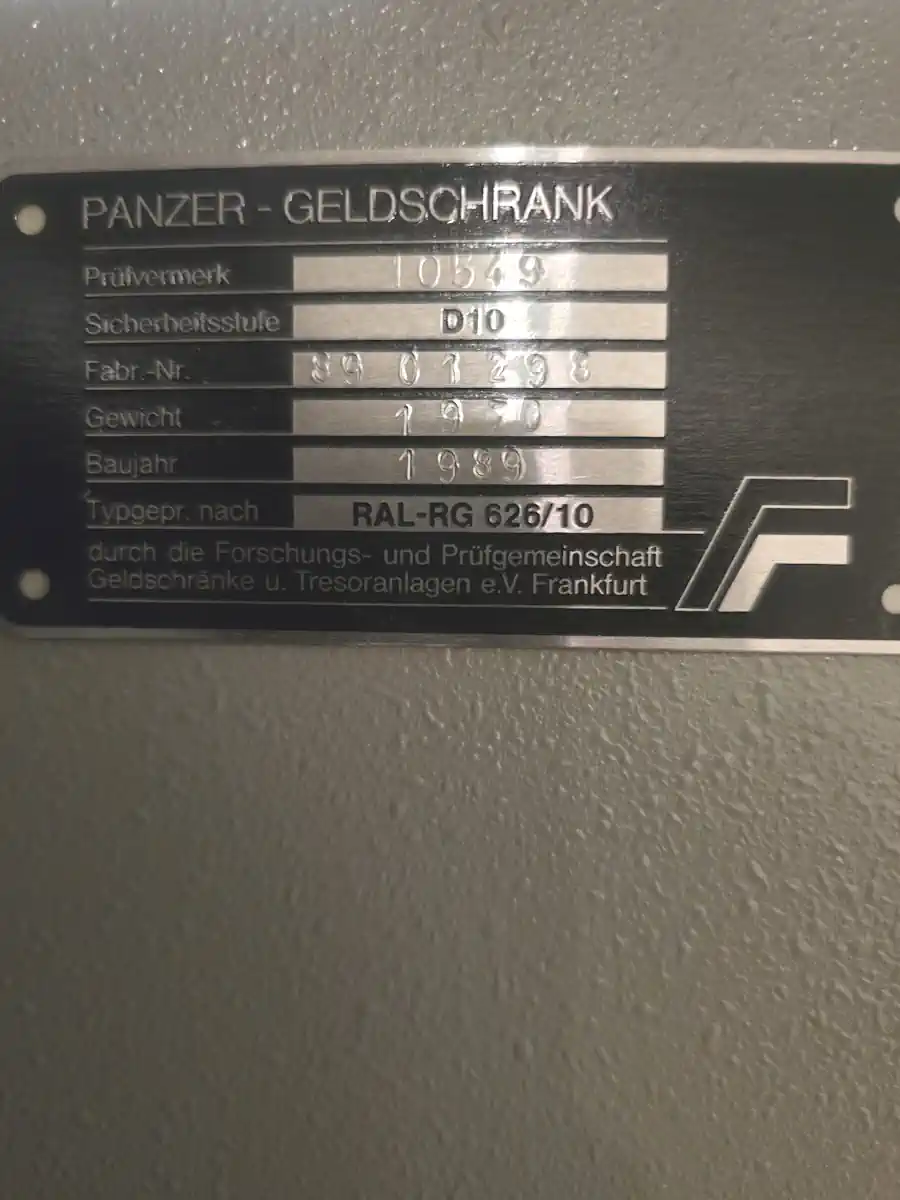 PANZER - GELDSCHRANK
Prüfvermerk 10549
Sicherheitsstufe D10
Fabr.-Nr. 89 01298
Gewicht 1970
Baujahr 1989
Typgepr. nach RAL-RG 626/10
durch die Forschungs- und Prüfgemeinschaft
Geldschränke u. Tresoranlagen e.V. Frankfurt